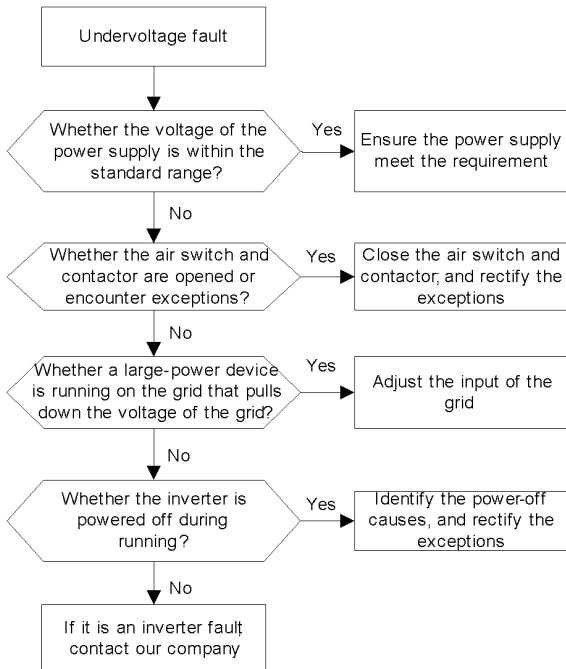 Undervoltage fault
Whether the voltage of the
power supply is within the
standard range?
Yes
Ensure the power supply
meet the requirement
No
Whether the air switch and
contactor are opened or
encounter exceptions?
Yes
Close the air switch and
contactor, and rectify the
exceptions
No
Whether a large-power device
is running on the grid that pulls
down the voltage of the grid?
Yes
Adjust the input of the
grid
No
Whether the inverter is
powered off during
running?
Yes
Identify the power-off
causes, and rectify the
exceptions
No
If it is an inverter fault,
contact our company